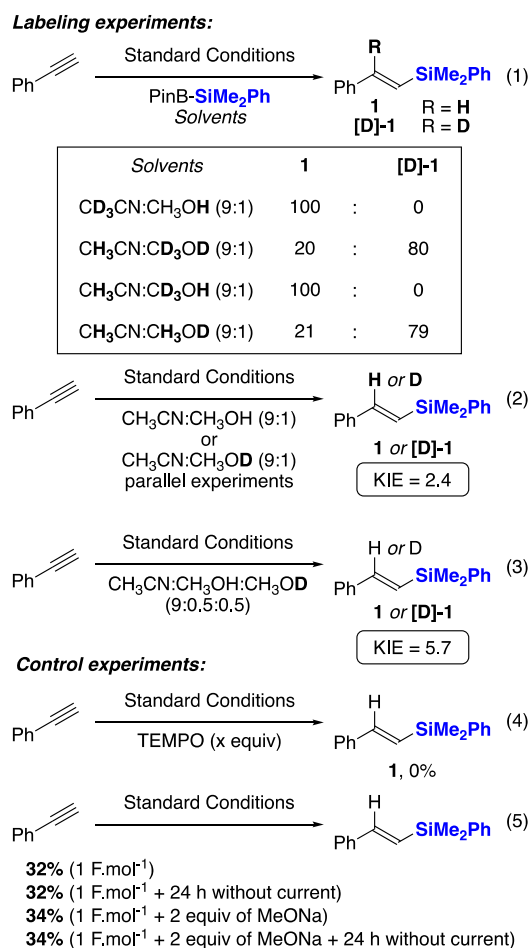 Labeling experiments:
Standard Conditions
Ph
PinB-SiMe2Ph
Solvents
R
Ph
SiMe2Ph
(1)
1 R = H
[D]-1 R = D
Solvents 1 [D]-1
CD3CN:CH3OH (9:1) 100 : 0
CH3CN:CD3OD (9:1) 20 : 80
CH3CN:CD3OH (9:1) 100 : 0
CH3CN:CH3OD (9:1) 21 : 79
Standard Conditions
Ph
CH3CN:CH3OH (9:1)
or
CH3CN:CH3OD (9:1)
parallel experiments
H or D
Ph
SiMe2Ph
(2)
1 or [D]-1
KIE = 2.4
Standard Conditions
Ph
CH3CN:CH3OH:CH3OD
(9:0.5:0.5)
H or D
Ph
SiMe2Ph
(3)
1 or [D]-1
KIE = 5.7
Control experiments:
Standard Conditions
Ph
TEMPO (x equiv)
H
Ph
SiMe2Ph
(4)
1, 0%
Standard Conditions
Ph
H
Ph
SiMe2Ph
(5)
32% (1 F.mol-1)
32% (1 F.mol-1 + 24 h without current)
34% (1 F.mol-1 + 2 equiv of MeONa)
34% (1 F.mol-1 + 2 equiv of MeONa + 24 h without current)